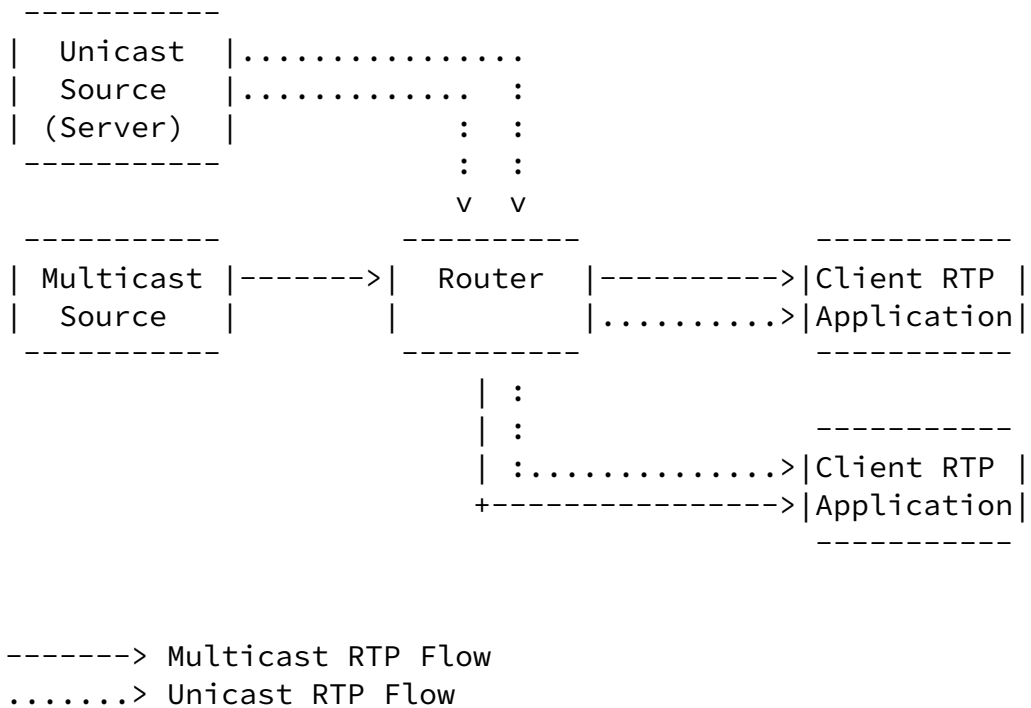 Unicast
Source
(Server)
Multicast Router Client RTP
Source Application
Client RTP
Application
-------> Multicast RTP Flow
.......> Unicast RTP Flow